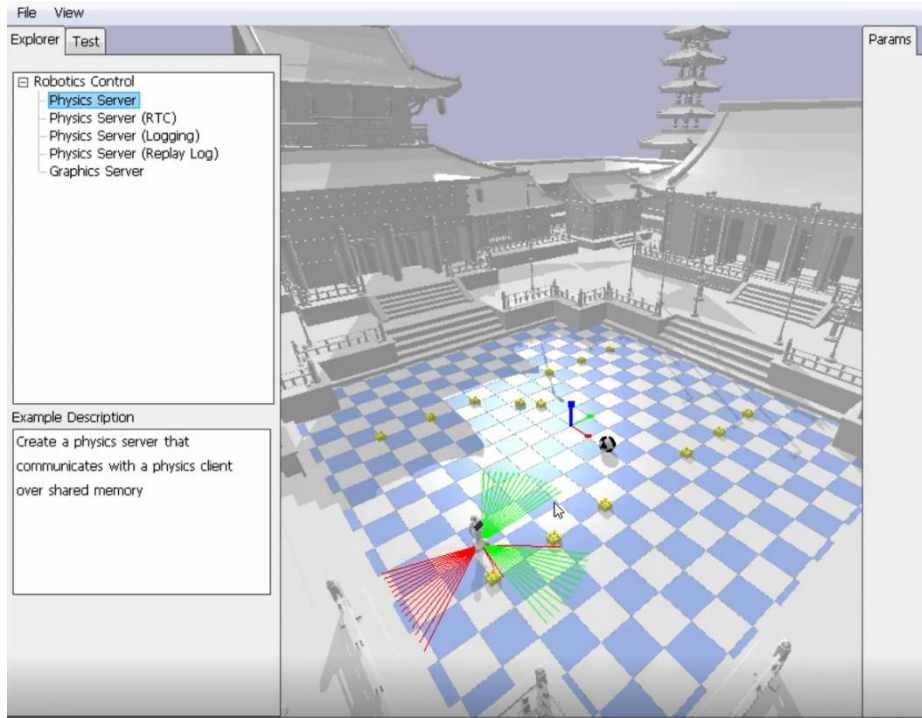 File View
Explorer Test
Params
Robotics Control
Physics Server
Physics Server (RTC)
Physics Server (Logging)
Physics Server (Replay Log)
Graphics Server
Example Description
Create a physics server that
communicates with a physics client
over shared memory